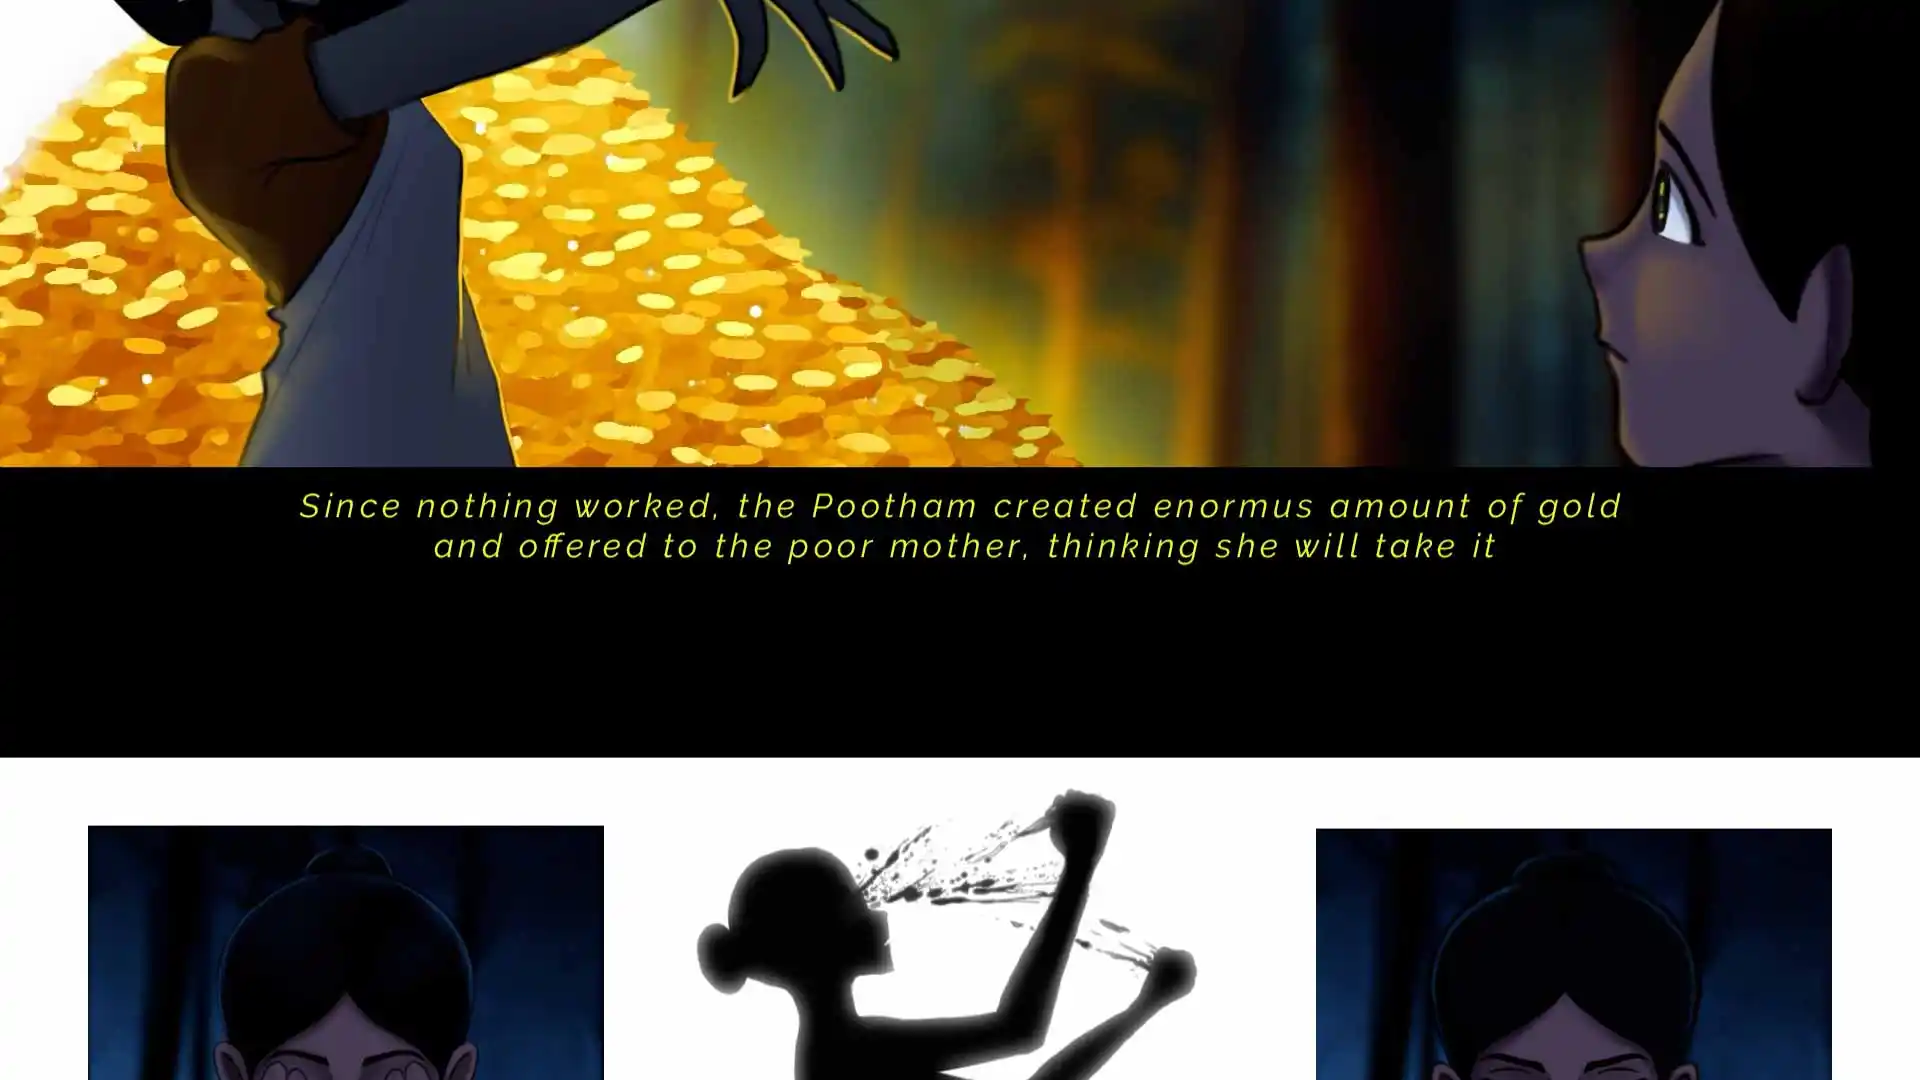 Since nothing worked, the Pootham created enormus amount of gold
and offered to the poor mother, thinking she will take it